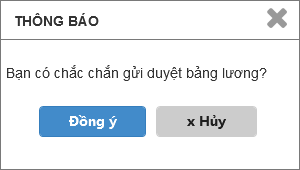 THÔNG BÁO
Bạn có chắc chắn gửi duyệt bảng lương?
Đồng ý
x Hủy